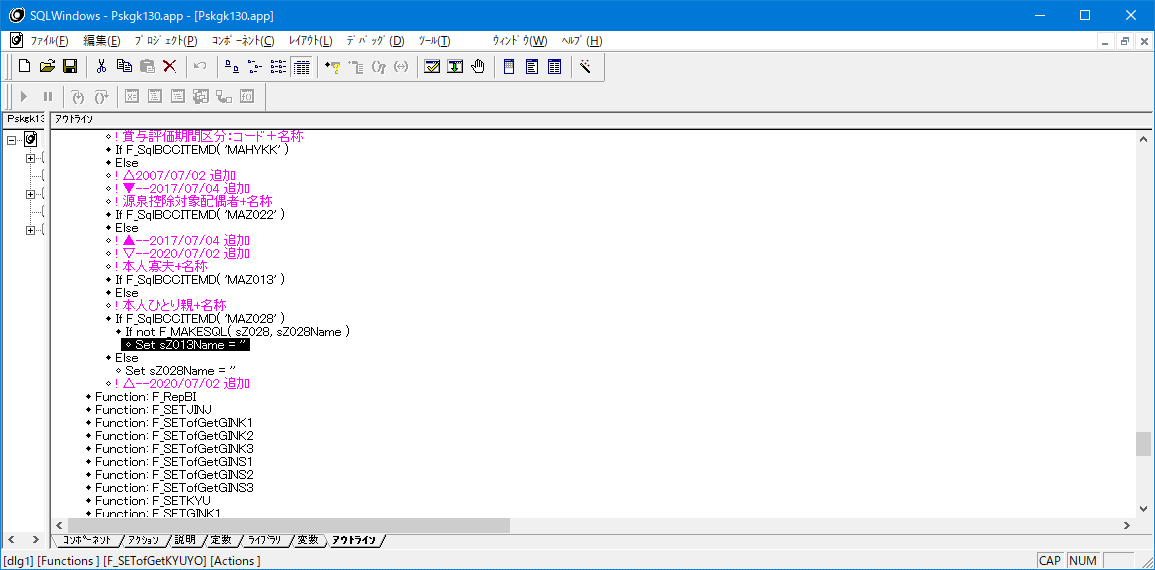 SQLWindows - Pskgk130.app - [Pskgk130.app]
ﾌｧｲﾙ(F) 編集(E) ﾌﾟﾛｼﾞｪｸﾄ(P) ｺﾝﾎﾟｰﾈﾝﾄ(C) ﾚｲｱｳﾄ(L) ﾃﾞﾊﾞｯｸﾞ(D) ﾂｰﾙ(T) ｳｨﾝﾄﾞｳ(W) ﾍﾙﾌﾟ(H)
Pskgk13 ｱｳﾄﾗｲﾝ
! 賞与評価期間区分：コード＋名称
If F_SqlBCCITEMD( 'MAHYKK' )
Else
! △2007/07/02 追加
! ▼--2017/07/04 追加
! 源泉控除対象配偶者+名称
If F_SqlBCCITEMD( 'MAZ022' )
Else
! ▲--2017/07/04 追加
! ▽--2020/07/02 追加
! 本人寡夫+名称
If F_SqlBCCITEMD( 'MAZ013' )
Else
! 本人ひとり親+名称
If F_SqlBCCITEMD( 'MAZ028' )
If not F_MAKESQL( sZ028, sZ028Name )
Set sZ013Name = ''
Else
Set sZ028Name = ''
! △--2020/07/02 追加
Function: F_RepBI
Function: F_SETJINJ
Function: F_SETofGetGINK1
Function: F_SETofGetGINK2
Function: F_SETofGetGINK3
Function: F_SETofGetGINS1
Function: F_SETofGetGINS2
Function: F_SETofGetGINS3
Function: F_SETKYU
Function: F_SETGINK1
ｺﾝﾎﾟｰﾈﾝﾄ ｱｸｼｮﾝ 説明 定数 ﾗｲﾌﾞﾗﾘ 変数 ｱｳﾄﾗｲﾝ
[dlg1] [Functions ] [F_SETofGetKYUYO] [Actions ] CAP NUM